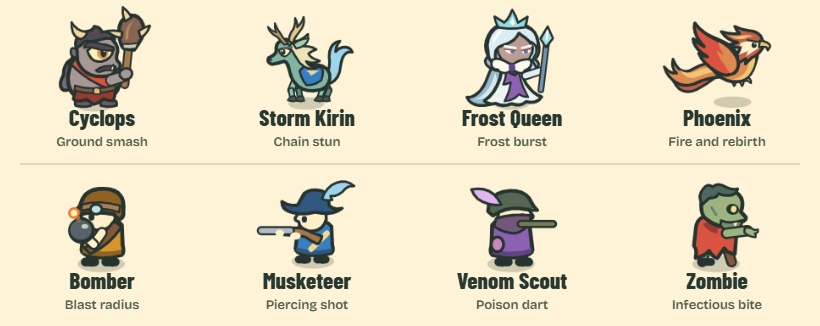 Cyclops
Ground smash
Storm Kirin
Chain stun
Frost Queen
Frost burst
Phoenix
Fire and rebirth
Bomber
Blast radius
Musketeer
Piercing shot
Venom Scout
Poison dart
Zombie
Infectious bite